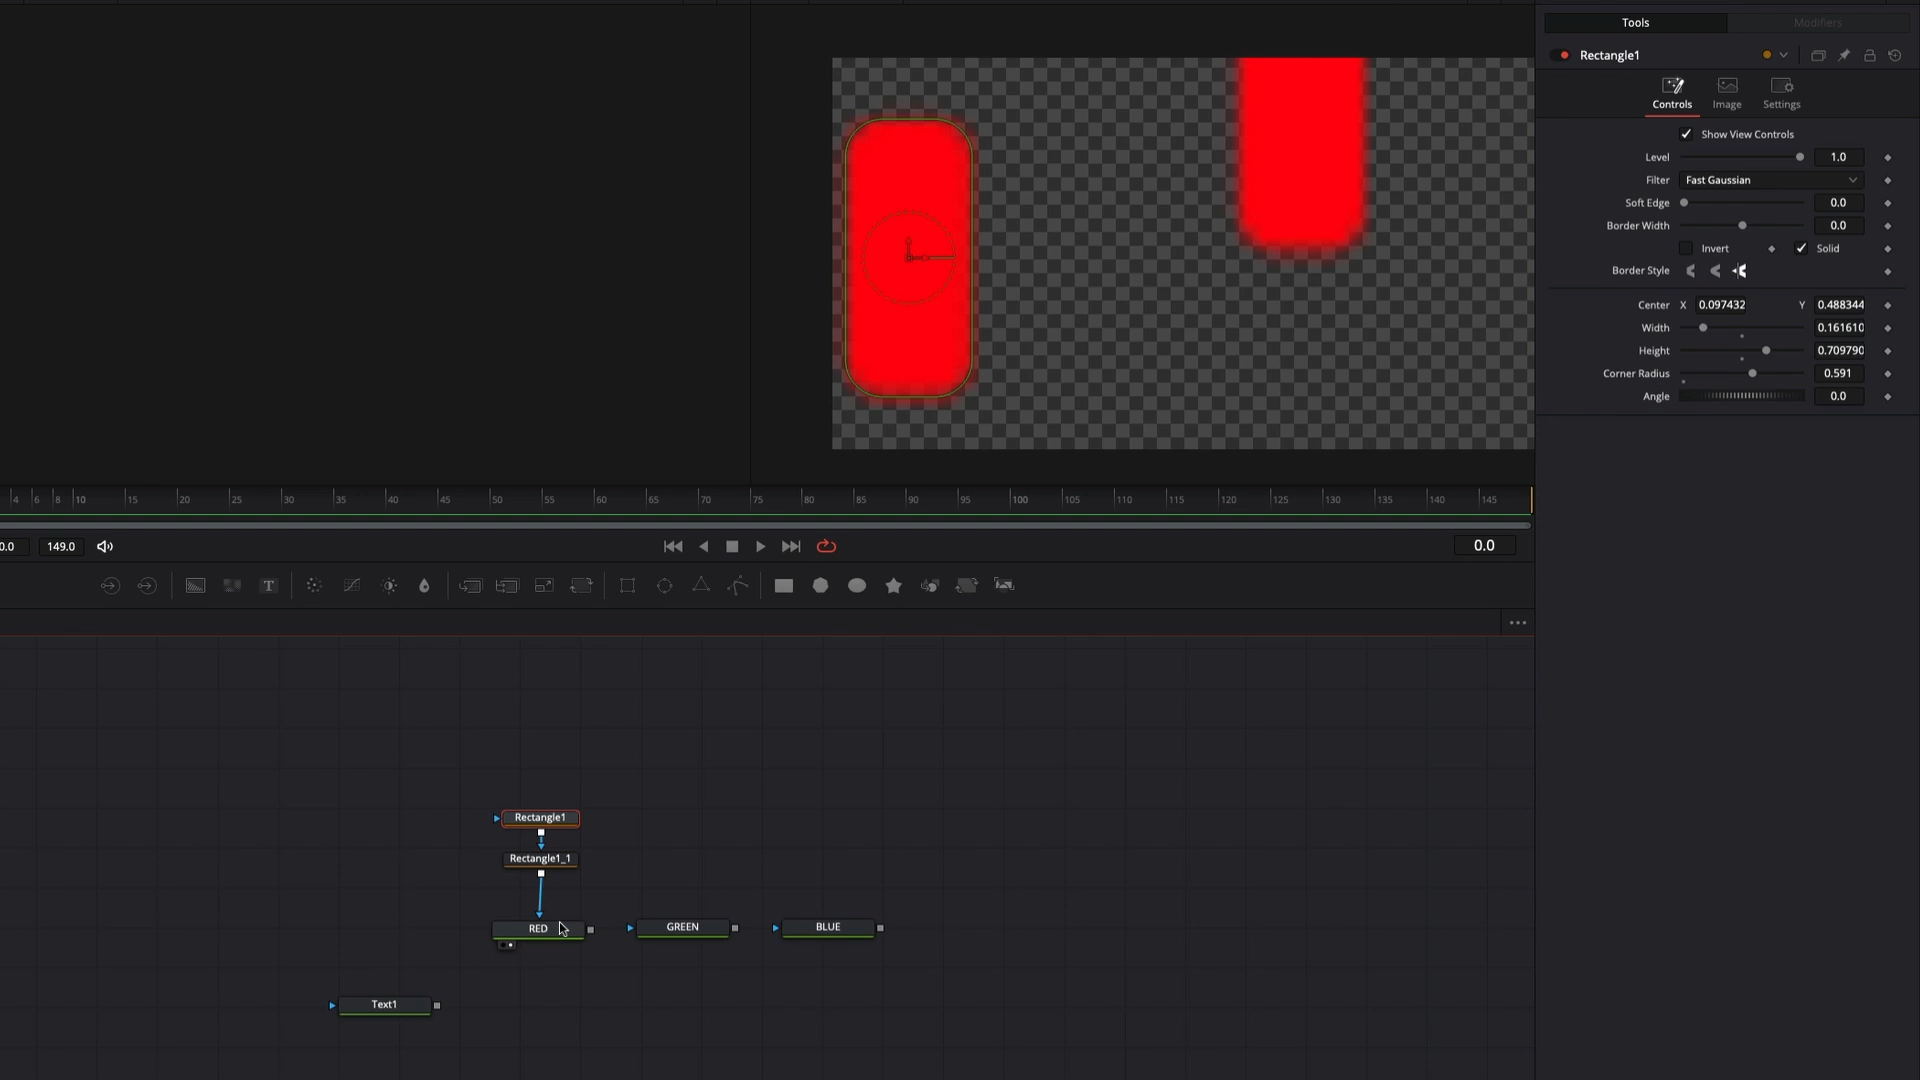 Tools Modifiers
Rectangle1
Controls Image Settings
Show View Controls
Level 1.0
Filter Fast Gaussian
Soft Edge 0.0
Border Width 0.0
Invert Solid
Border Style
Center X 0.097432 Y 0.488344
Width 0.161610
Height 0.709790
Corner Radius 0.591
Angle 0.0
4 6 8 10 15 20 25 30 35 40 45 50 55 60 65 70 75 80 85 90 95 100 105 110 115 120 125 130 135 140 145
0.0 149.0 0.0
T
Rectangle1
Rectangle1_1
RED GREEN BLUE
Text1